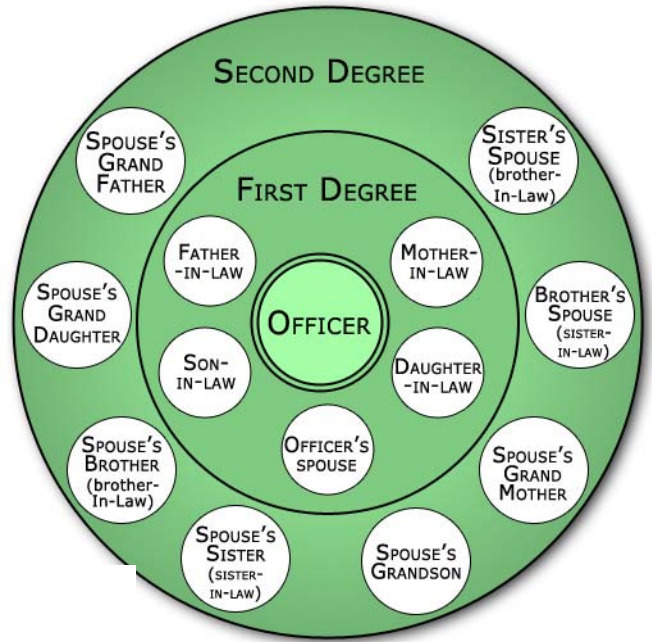 SECOND DEGREE
SPOUSE'S
GRAND
FATHER
SISTER'S
SPOUSE
(brother-
In-Law)
FIRST DEGREE
FATHER
-IN-LAW
MOTHER-
IN-LAW
OFFICER
SPOUSE'S
GRAND
DAUGHTER
BROTHER'S
SPOUSE
(SISTER-
IN-LAW)
SON-
IN-LAW
DAUGHTER
-IN-LAW
OFFICER'S
SPOUSE
SPOUSE'S
BROTHER
(brother-
In-Law)
SPOUSE'S
GRAND
MOTHER
SPOUSE'S
SISTER
(SISTER-
IN-LAW)
SPOUSE'S
GRANDSON